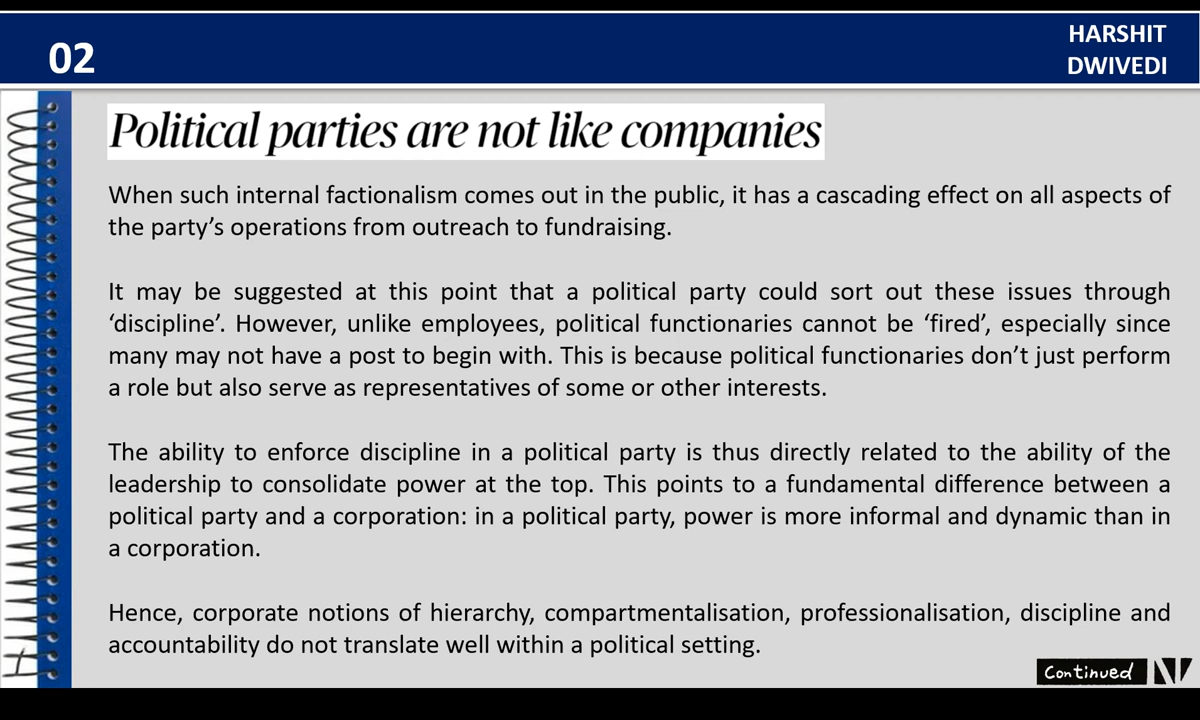 02
HARSHIT
DWIVEDI
Political parties are not like companies
When such internal factionalism comes out in the public, it has a cascading effect on all aspects of
the party’s operations from outreach to fundraising.
It may be suggested at this point that a political party could sort out these issues through
‘discipline’. However, unlike employees, political functionaries cannot be ‘fired’, especially since
many may not have a post to begin with. This is because political functionaries don’t just perform
a role but also serve as representatives of some or other interests.
The ability to enforce discipline in a political party is thus directly related to the ability of the
leadership to consolidate power at the top. This points to a fundamental difference between a
political party and a corporation: in a political party, power is more informal and dynamic than in
a corporation.
Hence, corporate notions of hierarchy, compartmentalisation, professionalisation, discipline and
accountability do not translate well within a political setting.
Continued